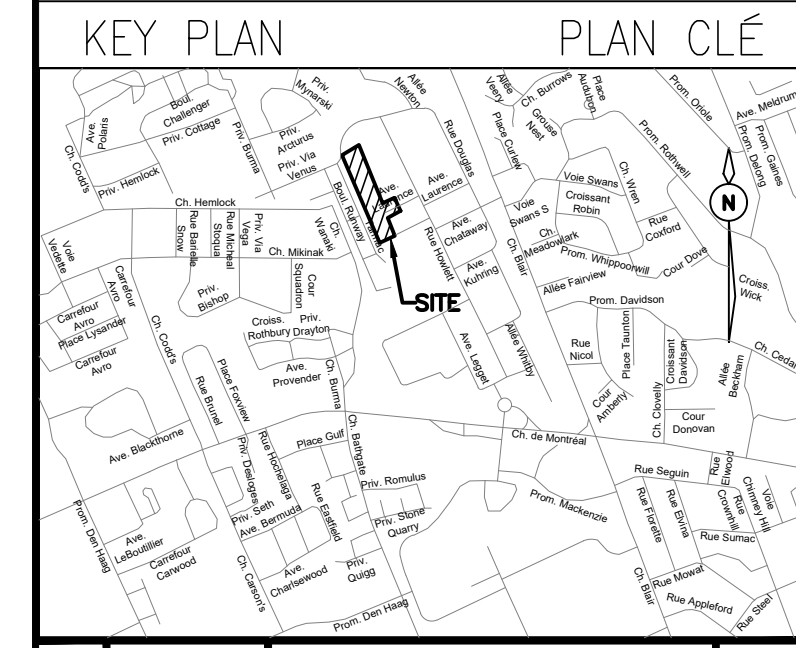 KEY PLAN
PLAN CLÉ
Ave. Polaris
Boul. Challenger
Priv. Cottage
Priv. Burma
Priv. Mynarski
Allée Newton
Priv. Arcturus
Priv. Via Venus
Allée Veery
Ch. Burrows
Place Audubon
Grouse Nest
Prom. Oriole
Ave. Meldrum
Prom. Delong
Prom. Gaines
Ch. Codd's
Priv. Hemlock
Ch. Hemlock
Rue Douglas
Place Curlew
Prom. Rothwell
Ave. Laurence
Boul. Runway
Voie Swans
Croissant Robin
Ch. Wren
N
Voie Vedette
Rue Barielle Snow
Rue Micheal Stoqua
Priv. Via Vega
Ch. Wanaki
Ch. Mikinak
Rue Howlett
Ave. Chataway
Ave. Kuhring
Voie Swans S
Ch. Meadowlark
Ch. Blair
Rue Coxford
Prom. Whippoorwill
Cour Dove
Allée Fairview
Croiss. Wick
Carrefour Avro
Carrefour Avro
Place Lysander
Carrefour Avro
Priv. Bishop
Cour Squadron
SITE
Prom. Davidson
Croiss. Rothbury
Priv. Drayton
Ave. Provender
Ch. Codd's
Place Foxview
Rue Brunel
Ch. Burma
Ave. Legget
Allée Whitby
Rue Nicol
Place Taunton
Croissant Davidson
Allée Beckham
Ch. Cedar
Cour Amberly
Ch. Clovelly
Cour Donovan
Ave. Blackthorne
Priv. Desloges
Rue Hochelaga
Place Gulf
Ch. Bathgate
Ch. de Montréal
Priv. Romulus
Rue Seguin
Rue Elwood
Prom. Den Haag
Priv. Seth
Ave. Bermuda
Rue Eastfield
Priv. Stone Quarry
Prom. Mackenzie
Rue Florette
Rue Elvina
Rue Crownhill
Voie Chimney Hill
Rue Sumac
Ave. LeBoutillier
Carrefour Carwood
Ch. Carson's
Ave. Charlsewood
Priv. Quigg
Prom. Den Haag
Ch. Blair
Rue Mowat
Rue Appleford
Rue Steel